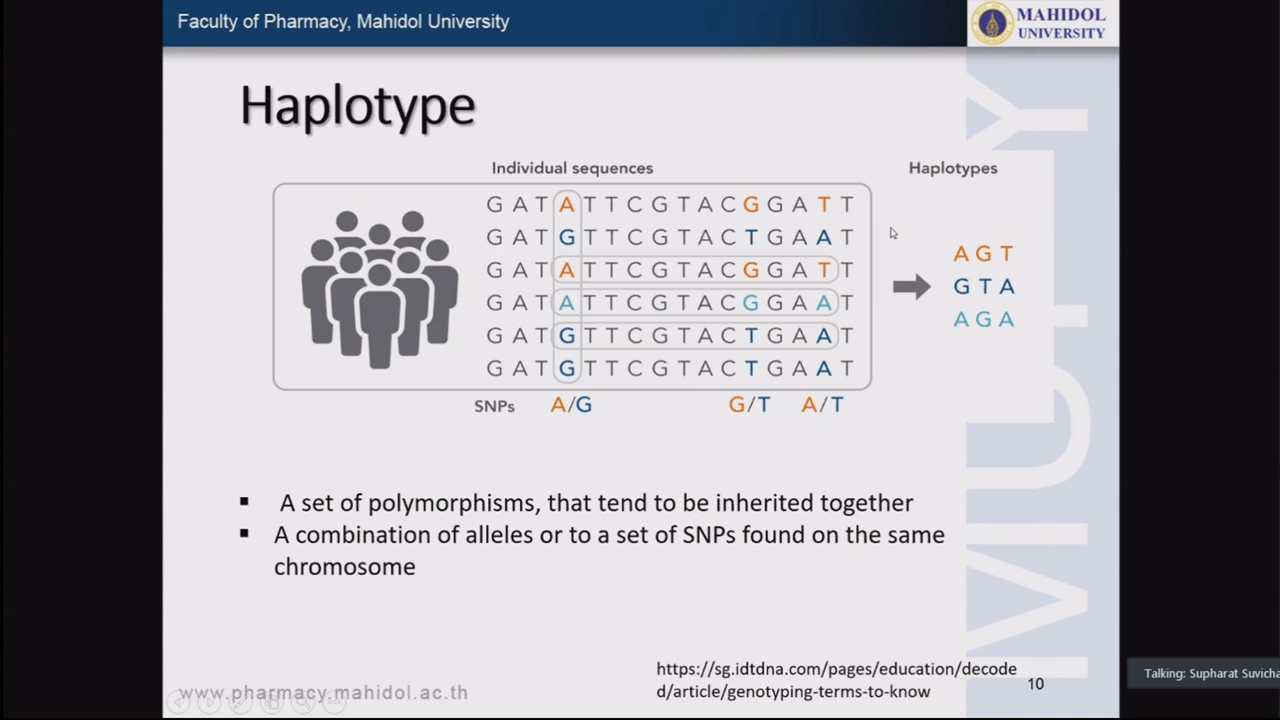 Faculty of Pharmacy, Mahidol University
MAHIDOL
UNIVERSITY
Haplotype
Individual sequences
Haplotypes
G A T A T T C G T A C G G A T T
G A T G T T C G T A C T G A A T
G A T A T T C G T A C G G A T T
G A T A T T C G T A C G G A A T
G A T G T T C G T A C T G A A T
G A T G T T C G T A C T G A A T
A G T
G T A
A G A
SNPs A/G G/T A/T
▪ A set of polymorphisms, that tend to be inherited together
▪ A combination of alleles or to a set of SNPs found on the same
chromosome
https://sg.idtdna.com/pages/education/decode
d/article/genotyping-terms-to-know
10
www.pharmacy.mahidol.ac.th
Talking: Supharat Suvicha